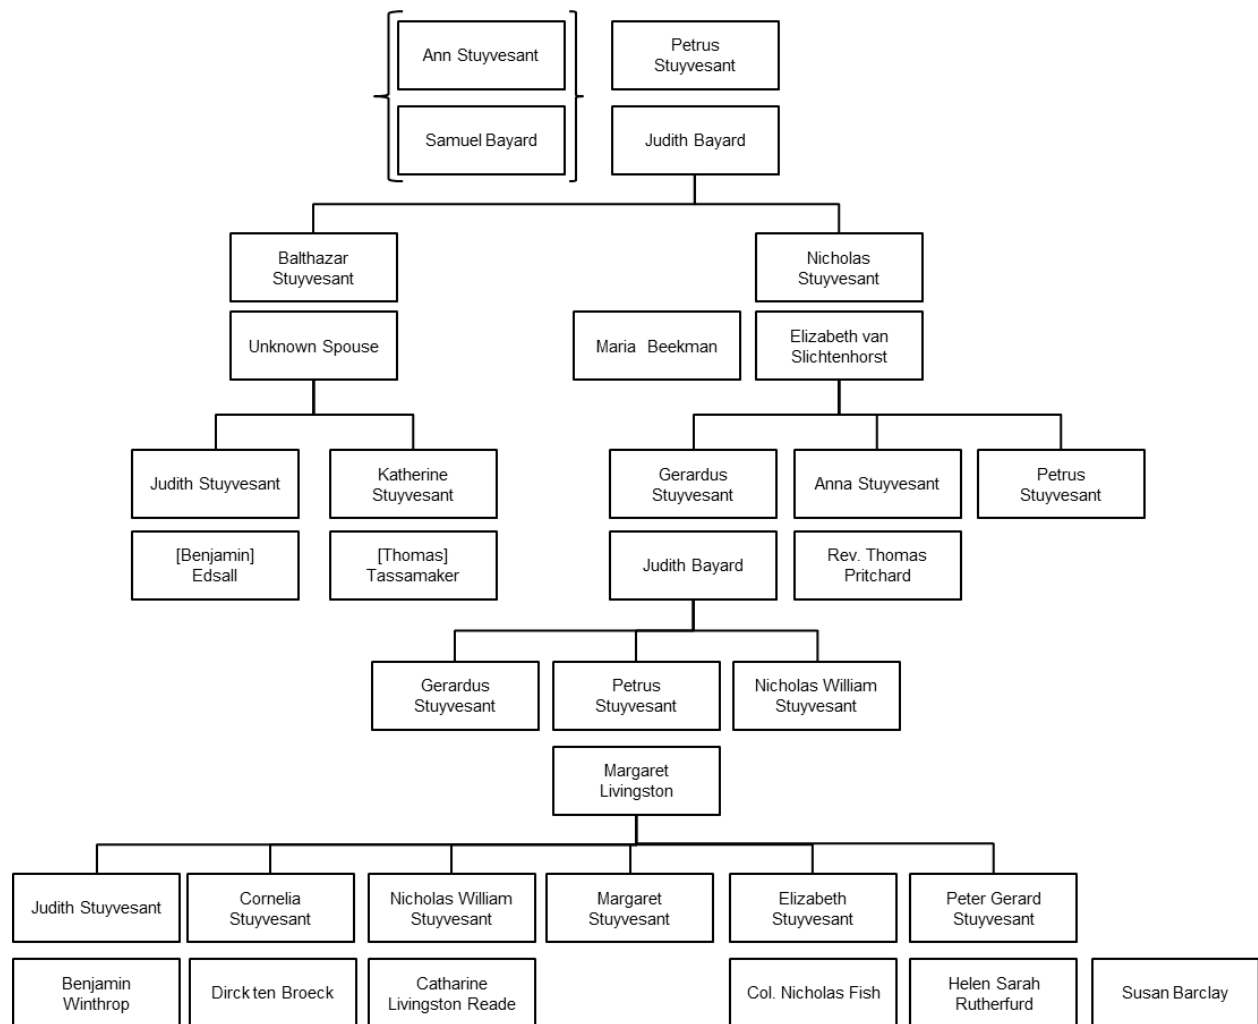 Ann Stuyvesant
Petrus
Stuyvesant
Samuel Bayard
Judith Bayard
Balthazar
Stuyvesant
Nicholas
Stuyvesant
Unknown Spouse
Maria Beekman
Elizabeth van
Slichtenhorst
Judith Stuyvesant
Katherine
Stuyvesant
Gerardus
Stuyvesant
Anna Stuyvesant
Petrus
Stuyvesant
[Benjamin]
Edsall
[Thomas]
Tassamaker
Judith Bayard
Rev. Thomas
Pritchard
Gerardus
Stuyvesant
Petrus
Stuyvesant
Nicholas William
Stuyvesant
Margaret
Livingston
Judith Stuyvesant
Cornelia
Stuyvesant
Nicholas William
Stuyvesant
Margaret
Stuyvesant
Elizabeth
Stuyvesant
Peter Gerard
Stuyvesant
Benjamin
Winthrop
Dirck ten Broeck
Catharine
Livingston Reade
Col. Nicholas Fish
Helen Sarah
Rutherfurd
Susan Barclay